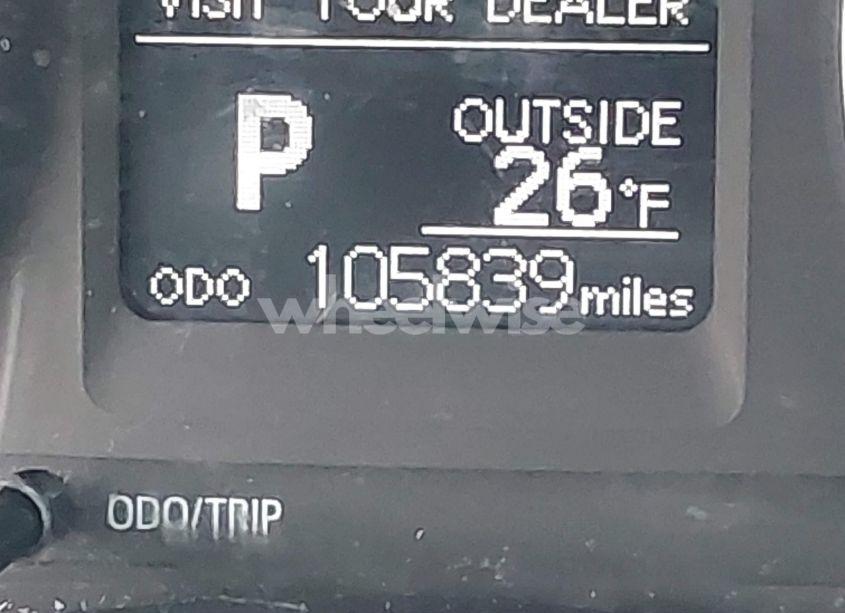 VISIT YOUR DEALER
P
OUTSIDE
26°F
ODO 105839 miles
wheelwise
ODO/TRIP